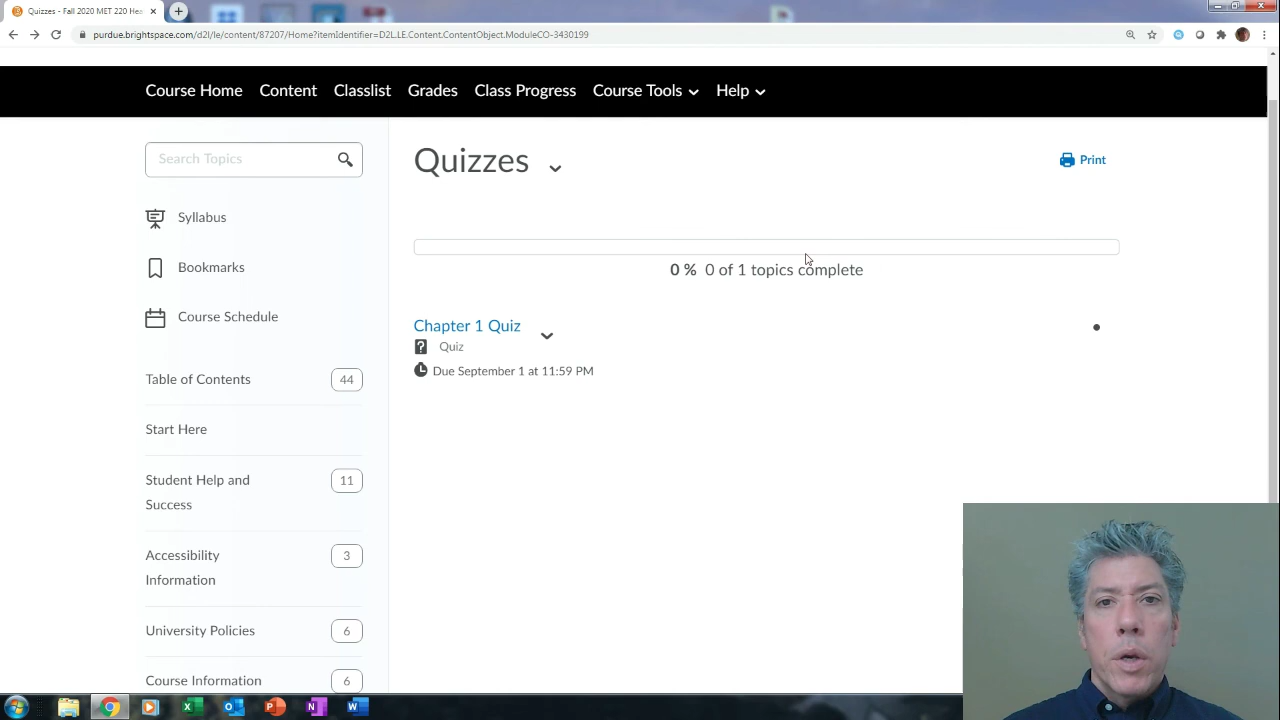 Quizzes - Fall 2020 MET 220 Hea
purdue.brightspace.com/d2l/le/content/87207/Home?itemIdentifier=D2L.LE.Content.ContentObject.ModuleCO-3430199
Course Home Content Classlist Grades Class Progress Course Tools Help
Search Topics
Syllabus
Bookmarks
Course Schedule
Table of Contents 44
Start Here
Student Help and
Success 11
Accessibility
Information 3
University Policies 6
Course Information 6
Quizzes
Print
0 % 0 of 1 topics complete
Chapter 1 Quiz
Quiz
Due September 1 at 11:59 PM